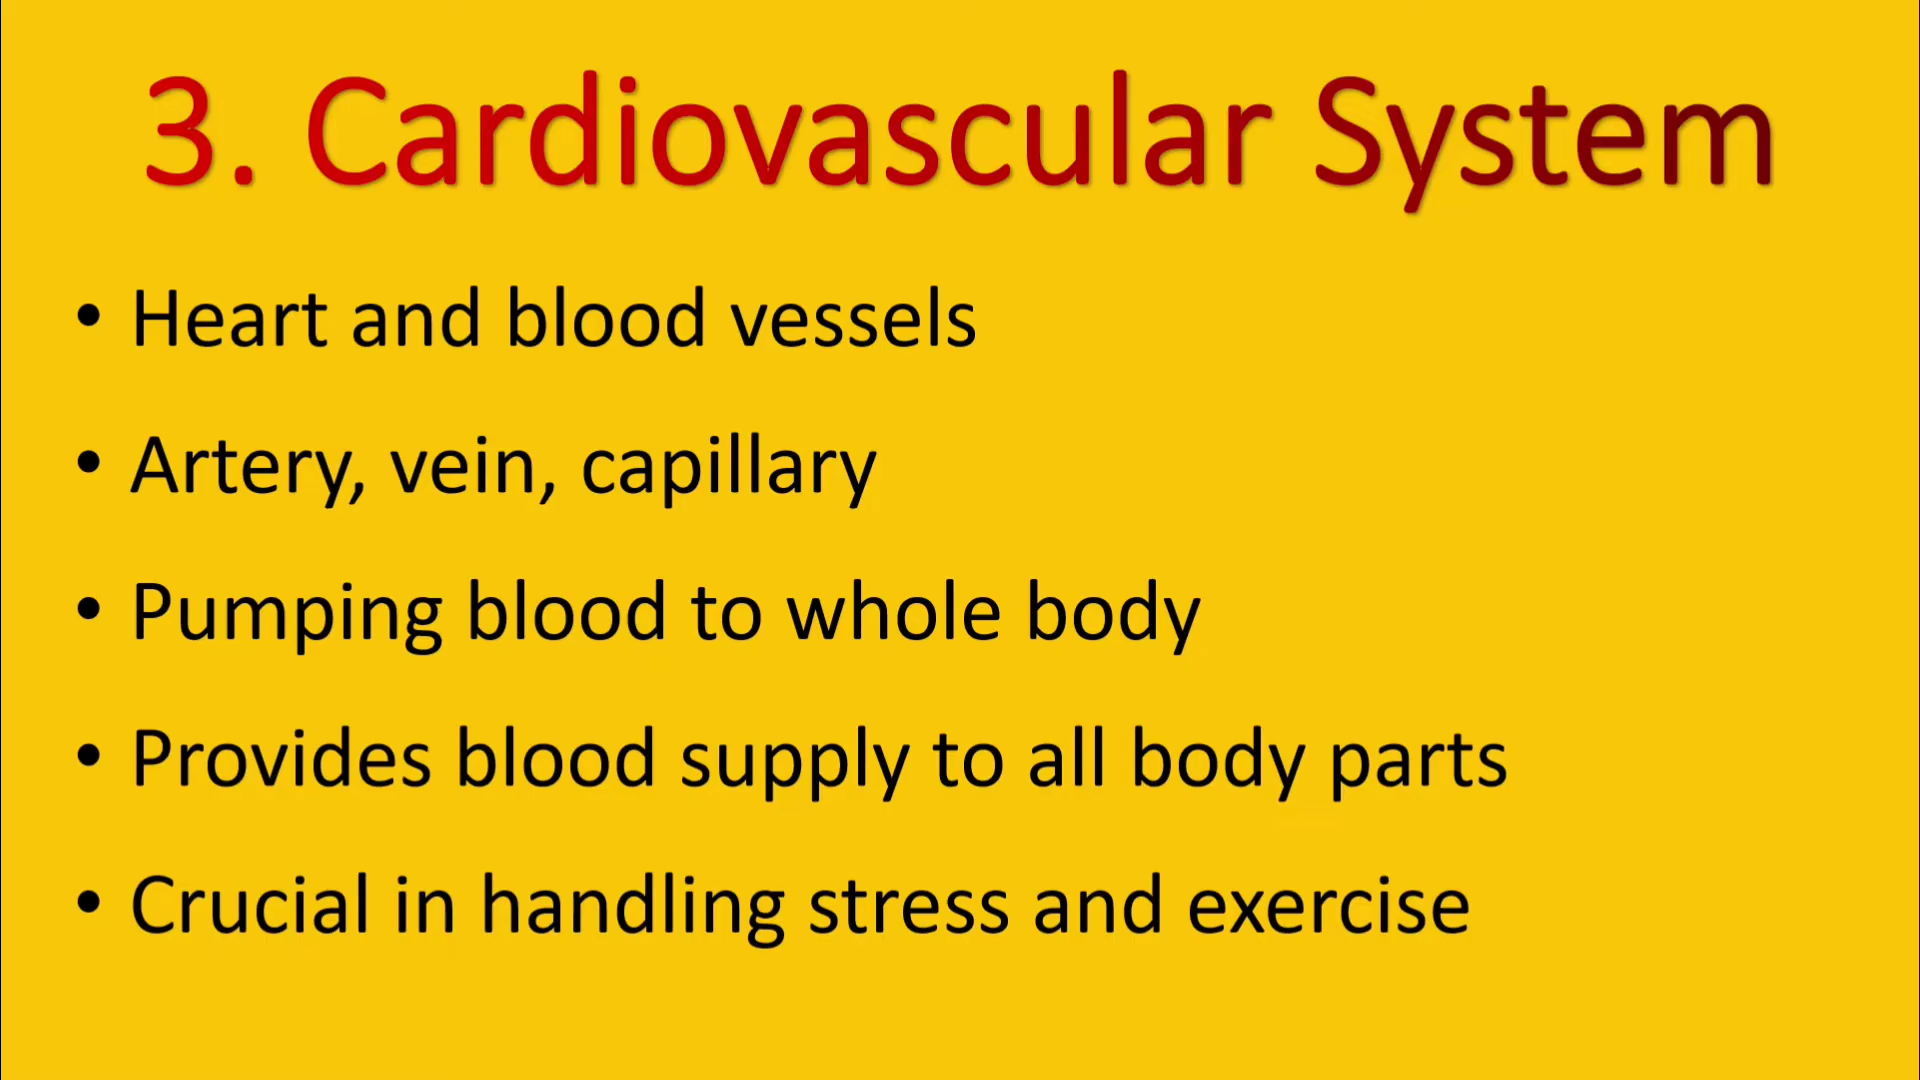 3. Cardiovascular System
• Heart and blood vessels
• Artery, vein, capillary
• Pumping blood to whole body
• Provides blood supply to all body parts
• Crucial in handling stress and exercise